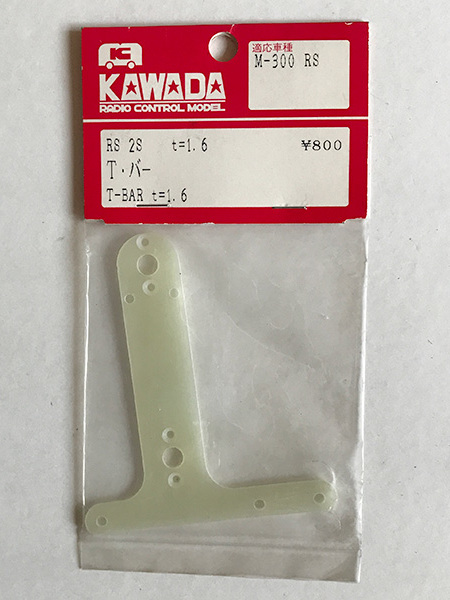 KAWADA
RADIO CONTROL MODEL
適応車種
M-300 RS
RS 2S t=1.6 ¥800
T・バー
T-BAR t=1.6